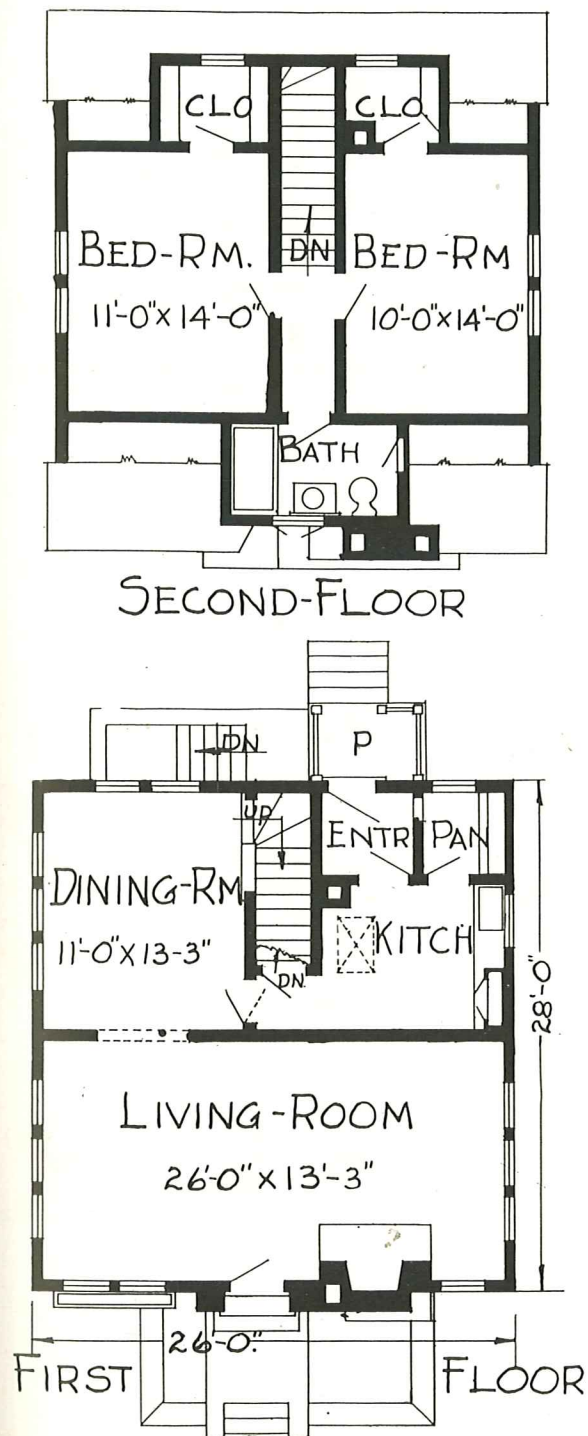 CLO CLO
BED-RM. DN BED-RM
11'-0" x 14'-0" 10'-0" x 14'-0"
BATH
SECOND-FLOOR
DN P
UP ENTR PAN
DINING-RM
11'-0" x 13-3" KITCH
DN
28'-0"
LIVING-ROOM
26'-0" x 13'-3"
26'-0"
FIRST FLOOR